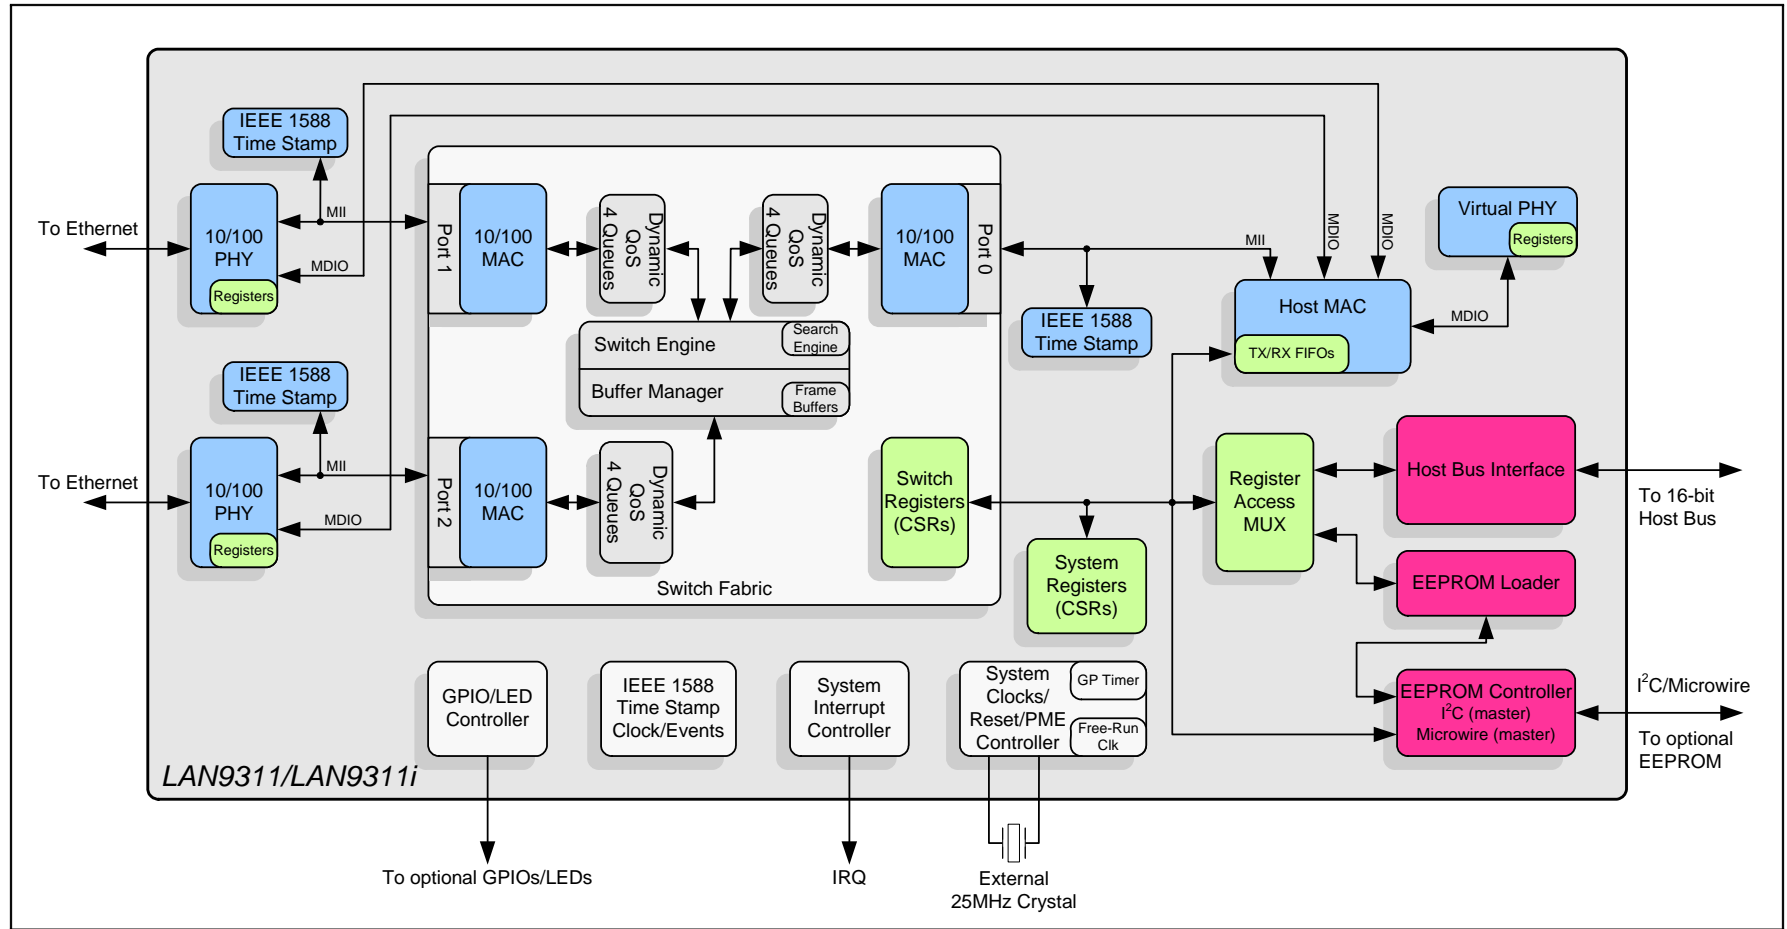 IEEE 1588
Time Stamp
To Ethernet
10/100
PHY
Registers
MII
MDIO
Port 1
10/100
MAC
Dynamic
QoS
4 Queues
Dynamic
QoS
4 Queues
10/100
MAC
Port 0
MII
MDIO
MDIO
Virtual PHY
Registers
IEEE 1588
Time Stamp
Host MAC
TX/RX FIFOs
MDIO
Switch Engine
Search
Engine
Buffer Manager
Frame
Buffers
IEEE 1588
Time Stamp
To Ethernet
10/100
PHY
Registers
MII
MDIO
Port 2
10/100
MAC
Dynamic
QoS
4 Queues
Switch
Registers
(CSRs)
Switch Fabric
System
Registers
(CSRs)
Register
Access
MUX
Host Bus Interface
To 16-bit
Host Bus
EEPROM Loader
EEPROM Controller
I²C (master)
Microwire (master)
I²C/Microwire
To optional
EEPROM
GPIO/LED
Controller
IEEE 1588
Time Stamp
Clock/Events
System
Interrupt
Controller
System
Clocks/
Reset/PME
Controller
GP Timer
Free-Run
Clk
LAN9311/LAN9311i
To optional GPIOs/LEDs
IRQ
External
25MHz Crystal